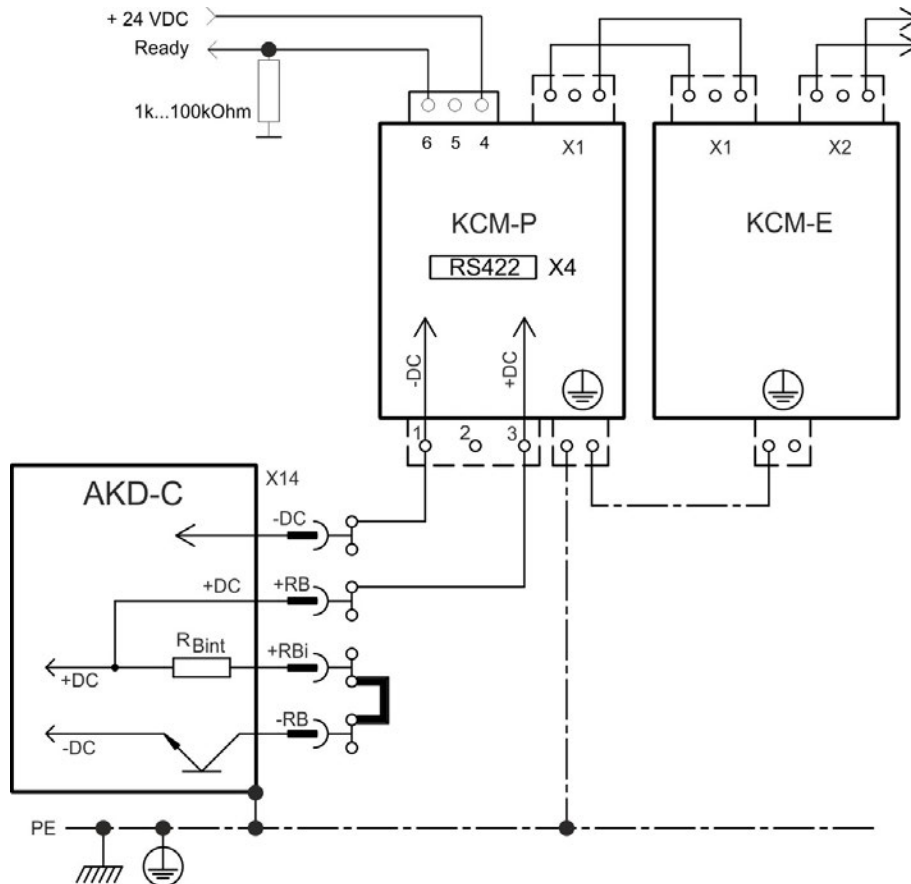 + 24 VDC
Ready
1k...100kOhm
6 5 4
X1
X1
X2
KCM-P
KCM-E
RS422 X4
-DC
+DC
1 2 3
AKD-C
X14
-DC
+DC
+RB
RBint
+RBi
+DC
-RB
-DC
PE